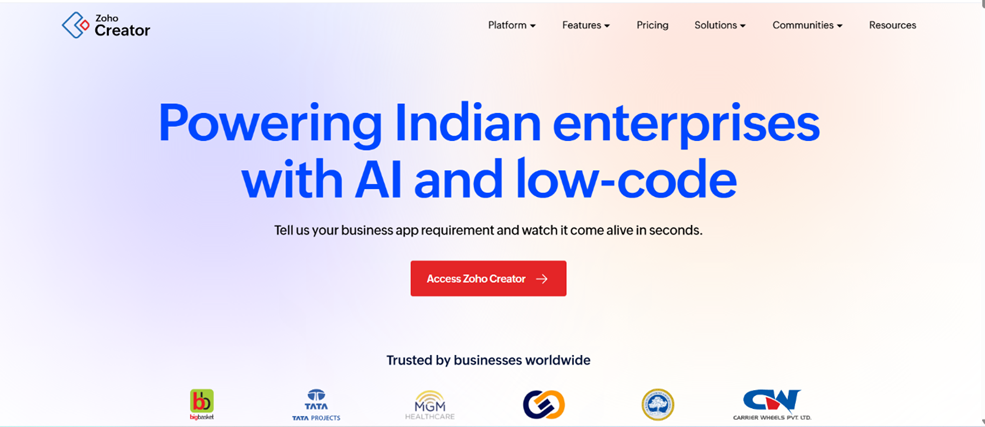 Zoho
Creator
Platform
Features
Pricing
Solutions
Communities
Resources
Powering Indian enterprises
with AI and low-code
Tell us your business app requirement and watch it come alive in seconds.
Access Zoho Creator
Trusted by businesses worldwide
bb
bigbasket
TATA
TATA PROJECTS
MGM
HEALTHCARE
CW
CARRIER WHEELS PVT. LTD.